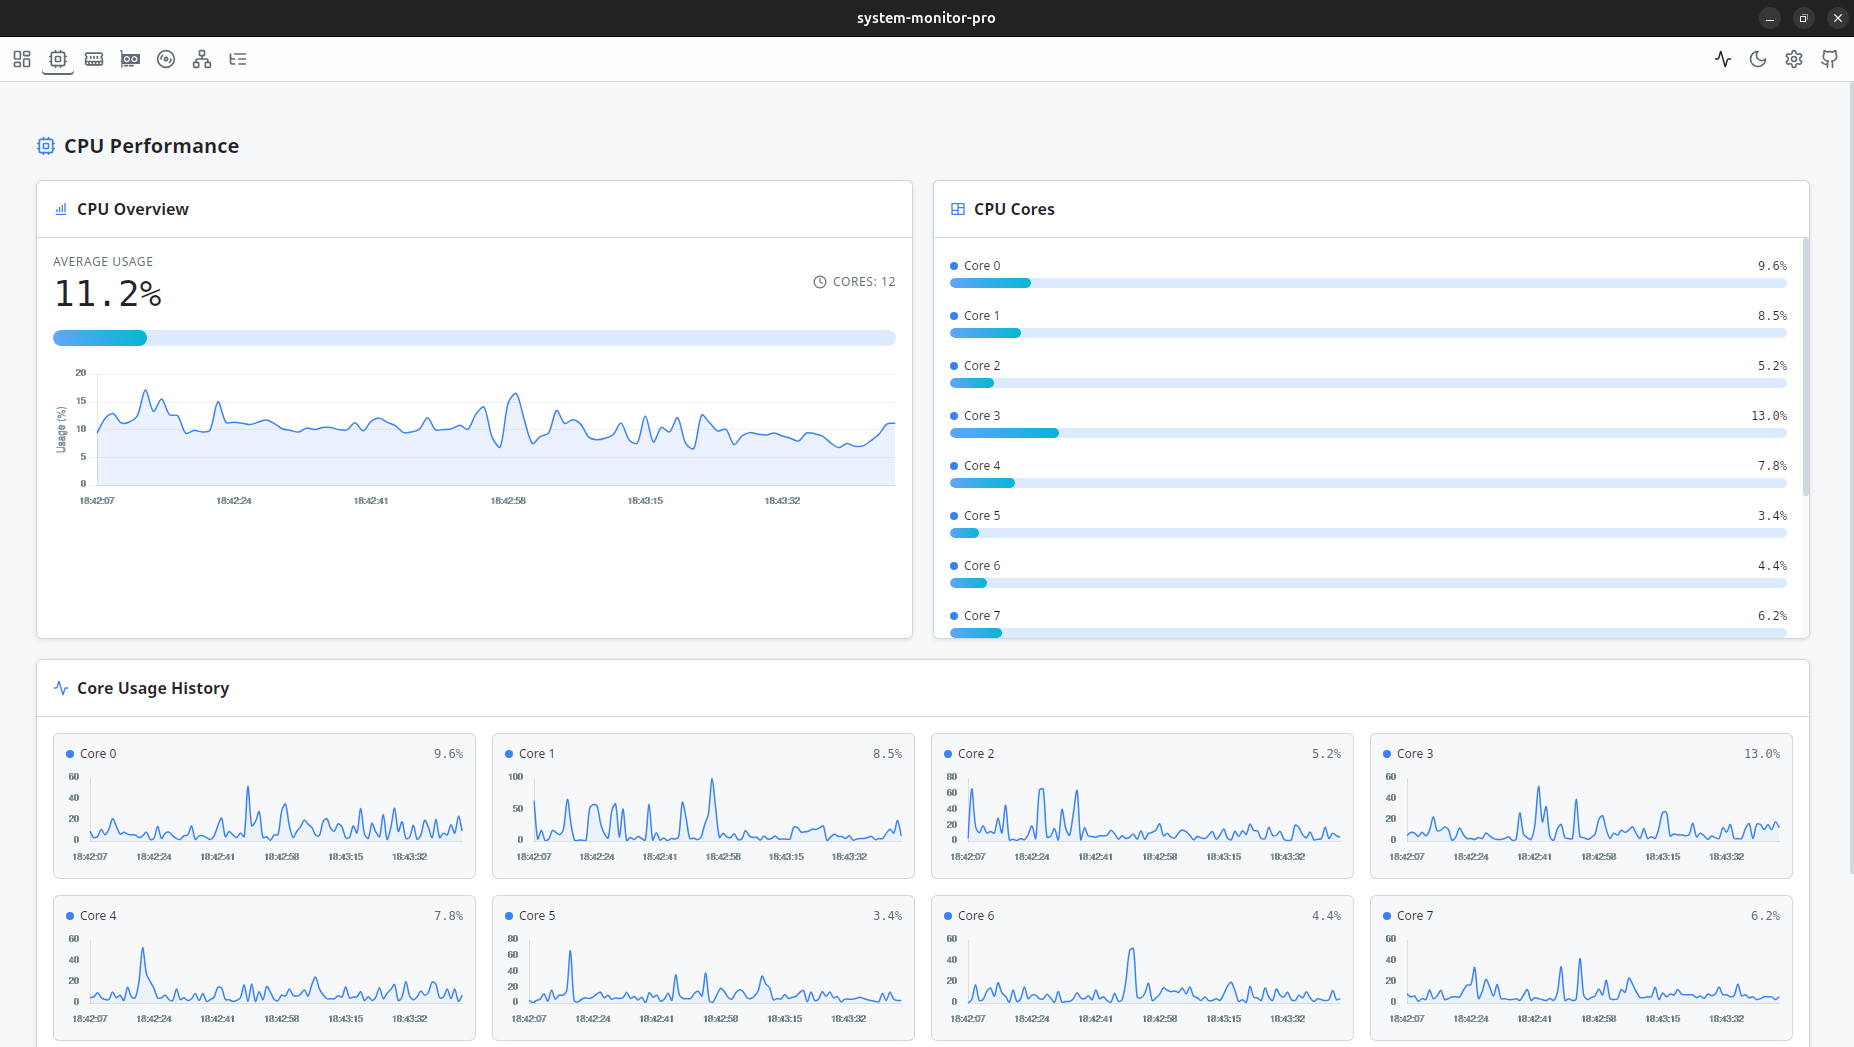 system-monitor-pro
CPU Performance
CPU Overview
AVERAGE USAGE
11.2%
CORES: 12
20
15
10
5
0
Usage (%)
18:42:07 18:42:24 18:42:41 18:42:58 18:43:15 18:43:32
CPU Cores
Core 0 9.6%
Core 1 8.5%
Core 2 5.2%
Core 3 13.0%
Core 4 7.8%
Core 5 3.4%
Core 6 4.4%
Core 7 6.2%
Core Usage History
Core 0 9.6%
60
40
20
0
18:42:07 18:42:24 18:42:41 18:42:58 18:43:15 18:43:32
Core 1 8.5%
100
50
0
18:42:07 18:42:24 18:42:41 18:42:58 18:43:15 18:43:32
Core 2 5.2%
80
60
40
20
0
18:42:07 18:42:24 18:42:41 18:42:58 18:43:15 18:43:32
Core 3 13.0%
60
40
20
0
18:42:07 18:42:24 18:42:41 18:42:58 18:43:15 18:43:32
Core 4 7.8%
60
40
20
0
18:42:07 18:42:24 18:42:41 18:42:58 18:43:15 18:43:32
Core 5 3.4%
80
60
40
20
0
18:42:07 18:42:24 18:42:41 18:42:58 18:43:15 18:43:32
Core 6 4.4%
60
40
20
0
18:42:07 18:42:24 18:42:41 18:42:58 18:43:15 18:43:32
Core 7 6.2%
60
40
20
0
18:42:07 18:42:24 18:42:41 18:42:58 18:43:15 18:43:32